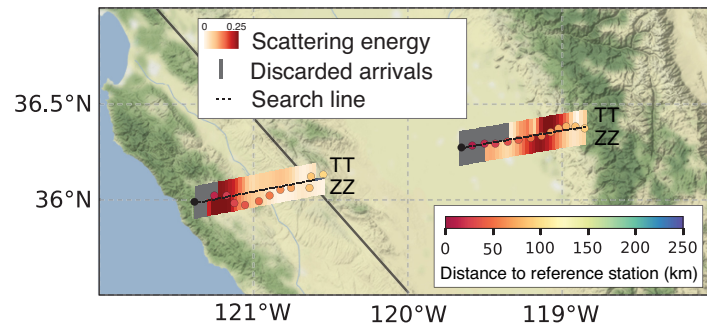 0 0.25
Scattering energy
Discarded arrivals
Search line
36.5°N
36°N
TT
ZZ
TT
ZZ
0 50 100 150 200 250
Distance to reference station (km)
121°W 120°W 119°W